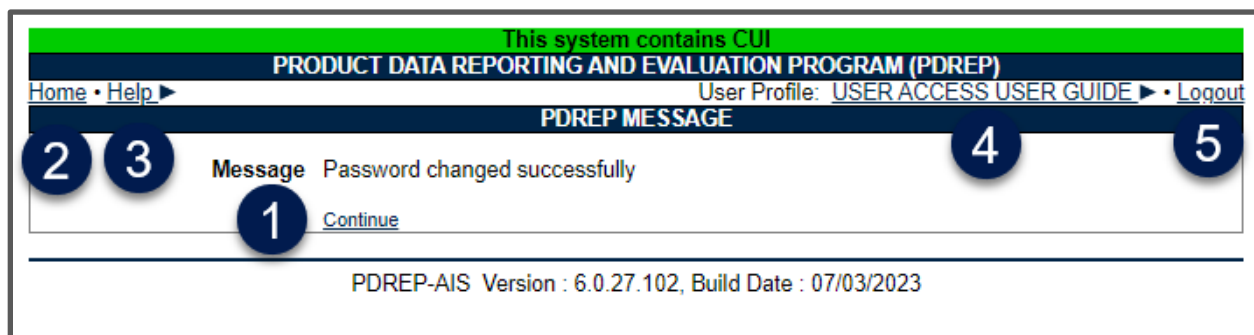 This system contains CUI
PRODUCT DATA REPORTING AND EVALUATION PROGRAM (PDREP)
Home • Help ▶ User Profile: USER ACCESS USER GUIDE ▶ • Logout
PDREP MESSAGE
2 3 4 5
Message Password changed successfully
1 Continue
PDREP-AIS Version : 6.0.27.102, Build Date : 07/03/2023